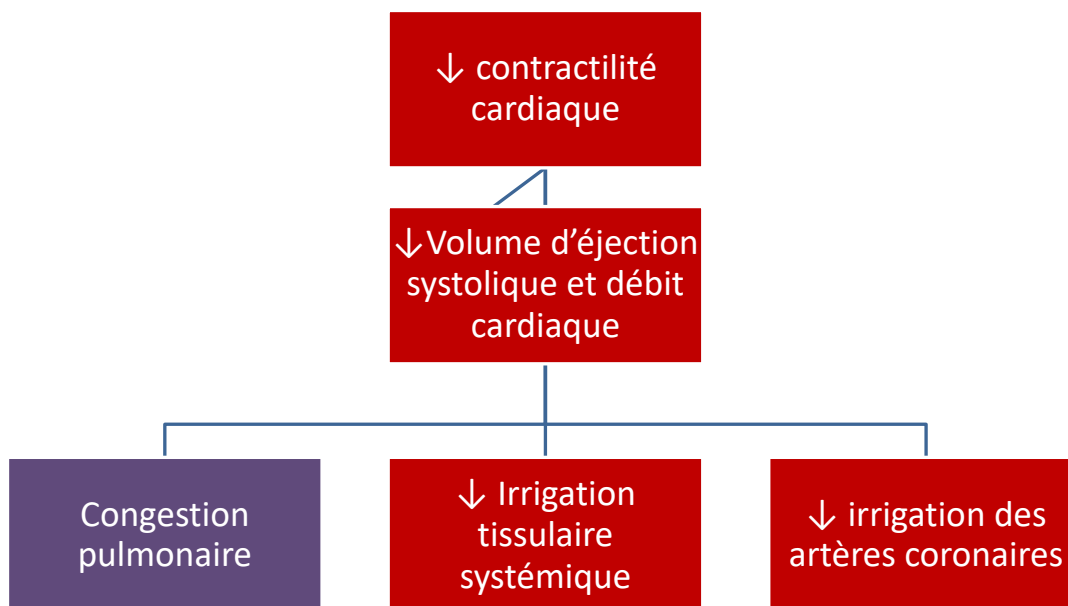 ↓ contractilité
cardiaque
↓Volume d’éjection
systolique et débit
cardiaque
Congestion
pulmonaire
↓ Irrigation
tissulaire
systémique
↓ irrigation des
artères coronaires